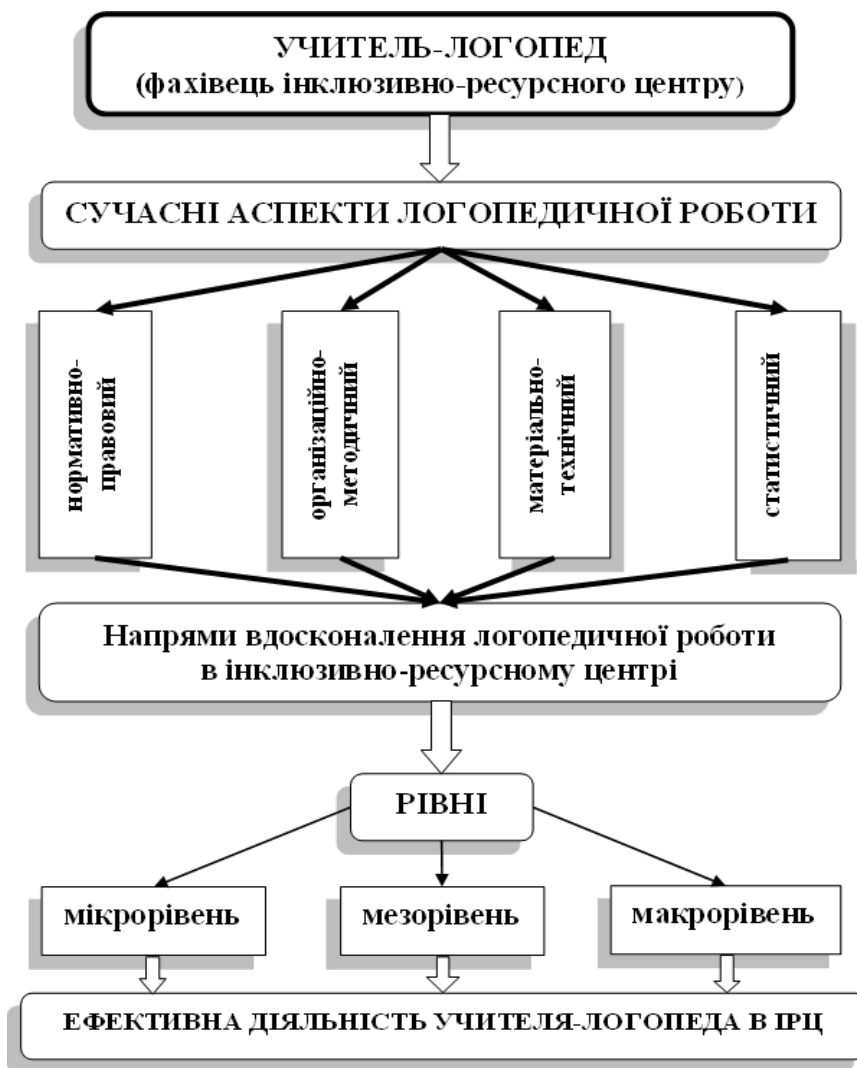 УЧИТЕЛЬ-ЛОГОПЕД
(фахівець інклюзивно-ресурсного центру)
СУЧАСНІ АСПЕКТИ ЛОГОПЕДИЧНОЇ РОБОТИ
нормативно-
правовий
організаційно-
методичний
матеріально-
технічний
статистичний
Напрями вдосконалення логопедичної роботи
в інклюзивно-ресурсному центрі
РІВНІ
мікрорівень
мезорівень
макрорівень
ЕФЕКТИВНА ДІЯЛЬНІСТЬ УЧИТЕЛЯ-ЛОГОПЕДА В ІРЦ